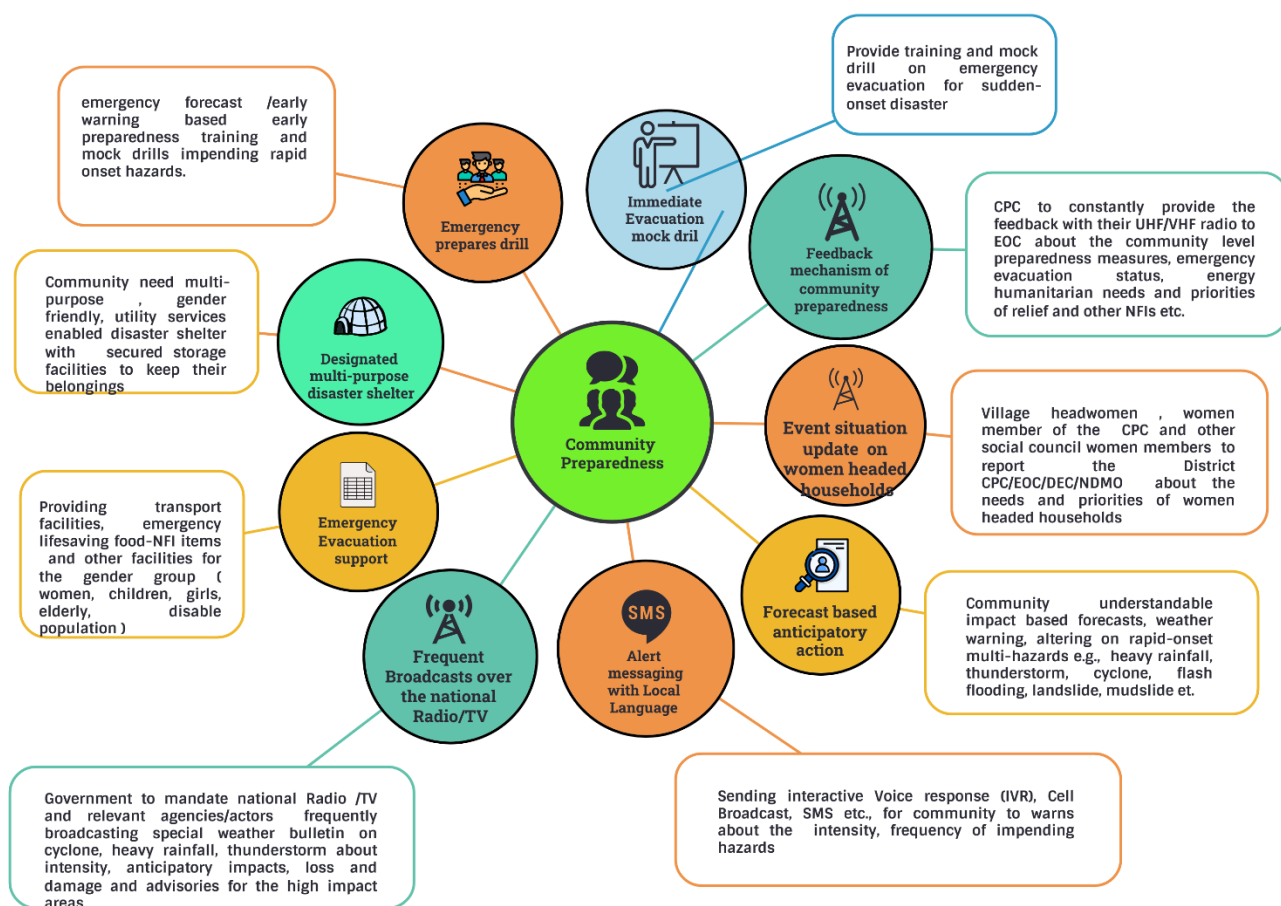 Provide training and mock
drill on emergency
evacuation for sudden-
onset disaster
emergency forecast /early
warning based early
preparedness training and
mock drills impending rapid
onset hazards.
Emergency
prepares drill
Immediate
Evacuation
mock dril
Feedback
mechanism of
community
preparedness
CPC to constantly provide the
feedback with their UHF/VHF radio to
EOC about the community level
preparedness measures, emergency
evacuation status, energy
humanitarian needs and priorities
of relief and other NFIs etc.
Community need multi-
purpose , gender
friendly, utility services
enabled disaster shelter
with secured storage
facilities to keep their
belongings
Designated
multi-purpose
disaster shelter
Community
Preparedness
Event situation
update on
women headed
households
Village headwomen , women
member of the CPC and other
social council women members to
report the District
CPC/EOC/DEC/NDMO about the
needs and priorities of women
headed households
Providing transport
facilities, emergency
lifesaving food-NFI items
and other facilities for
the gender group (
women, children, girls,
elderly, disable
population )
Emergency
Evacuation
support
Frequent
Broadcasts over
the national
Radio/TV
SMS
Alert
messaging
with Local
Language
Forecast based
anticipatory
action
Community understandable
impact based forecasts, weather
warning, altering on rapid-onset
multi-hazards e.g., heavy rainfall,
thunderstorm, cyclone, flash
flooding, landslide, mudslide et.
Government to mandate national Radio /TV
and relevant agencies/actors frequently
broadcasting special weather bulletin on
cyclone, heavy rainfall, thunderstorm about
intensity, anticipatory impacts, loss and
damage and advisories for the high impact
areas
Sending interactive Voice response (IVR), Cell
Broadcast, SMS etc., for community to warns
about the intensity, frequency of impending
hazards